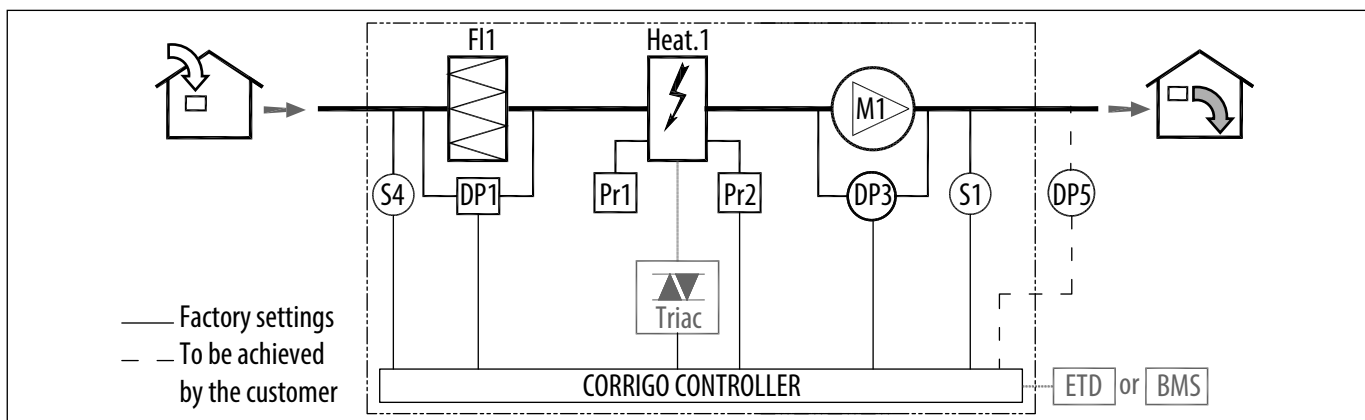 Fl1
Heat.1
M1
S4
DP1
Pr1
Pr2
DP3
S1
DP5
Triac
Factory settings
To be achieved
by the customer
CORRIGO CONTROLLER
ETD or BMS